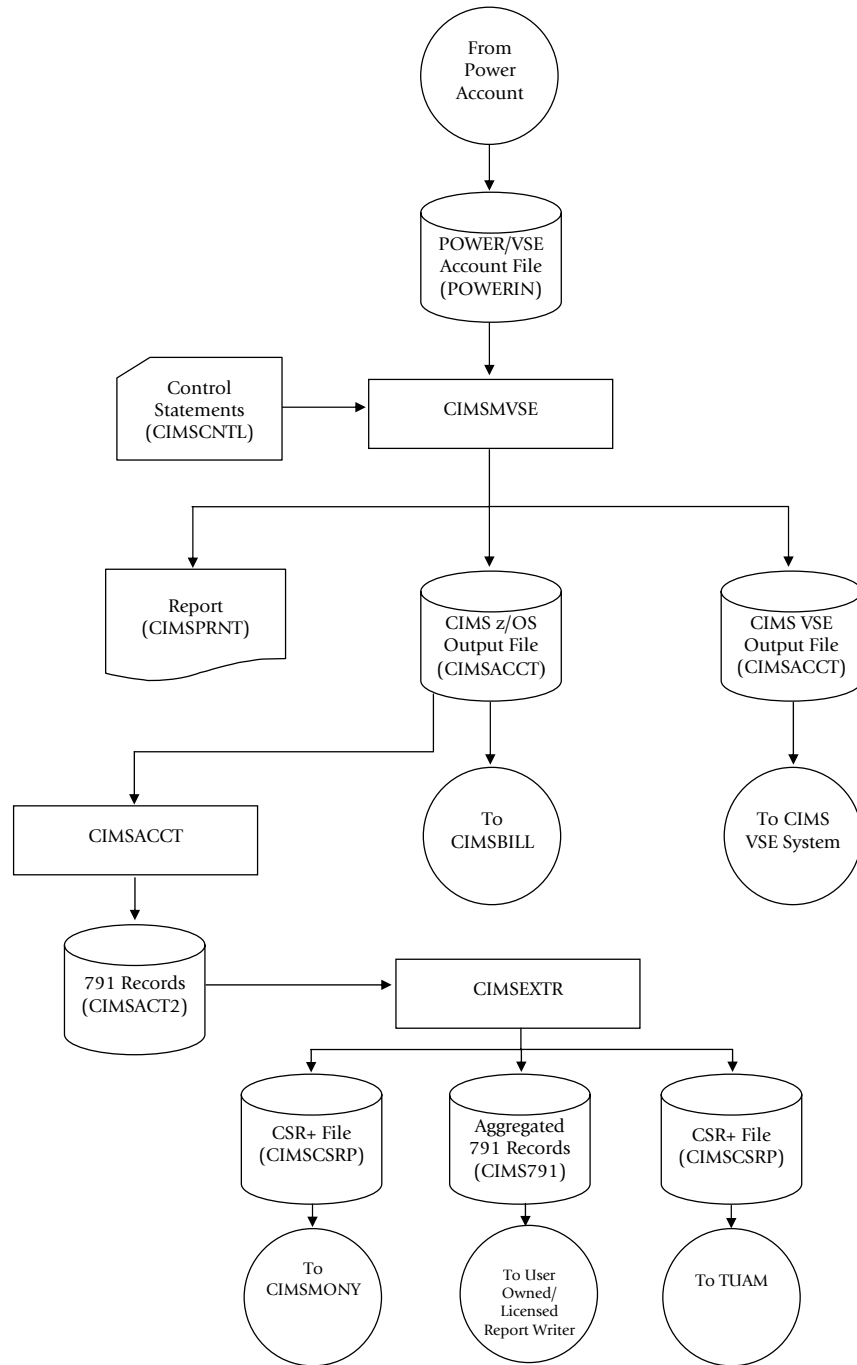 From
Power
Account
POWER/VSE
Account File
(POWERIN)
Control
Statements
(CIMSCNTL)
CIMSMVSE
Report
(CIMSPRNT)
CIMS z/OS
Output File
(CIMSACCT)
CIMS VSE
Output File
(CIMSACCT)
CIMSACCT
To
CIMSBILL
To CIMS
VSE System
791 Records
(CIMSACT2)
CIMSEXTR
CSR+ File
(CIMSCSRP)
Aggregated
791 Records
(CIMS791)
CSR+ File
(CIMSCSRP)
To
CIMSMONY
To User
Owned/
Licensed
Report Writer
To TUAM